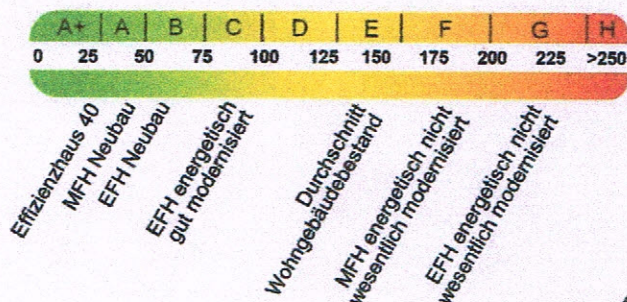 A+ | A | B | C | D | E | F | G | H
0 25 50 75 100 125 150 175 200 225 >250
Effizienzhaus 40
MFH Neubau
EFH Neubau
EFH energetisch
gut modernisiert
Durchschnitt
Wohngebäudebestand
MFH energetisch nicht
wesentlich modernisiert
EFH energetisch nicht
wesentlich modernisiert